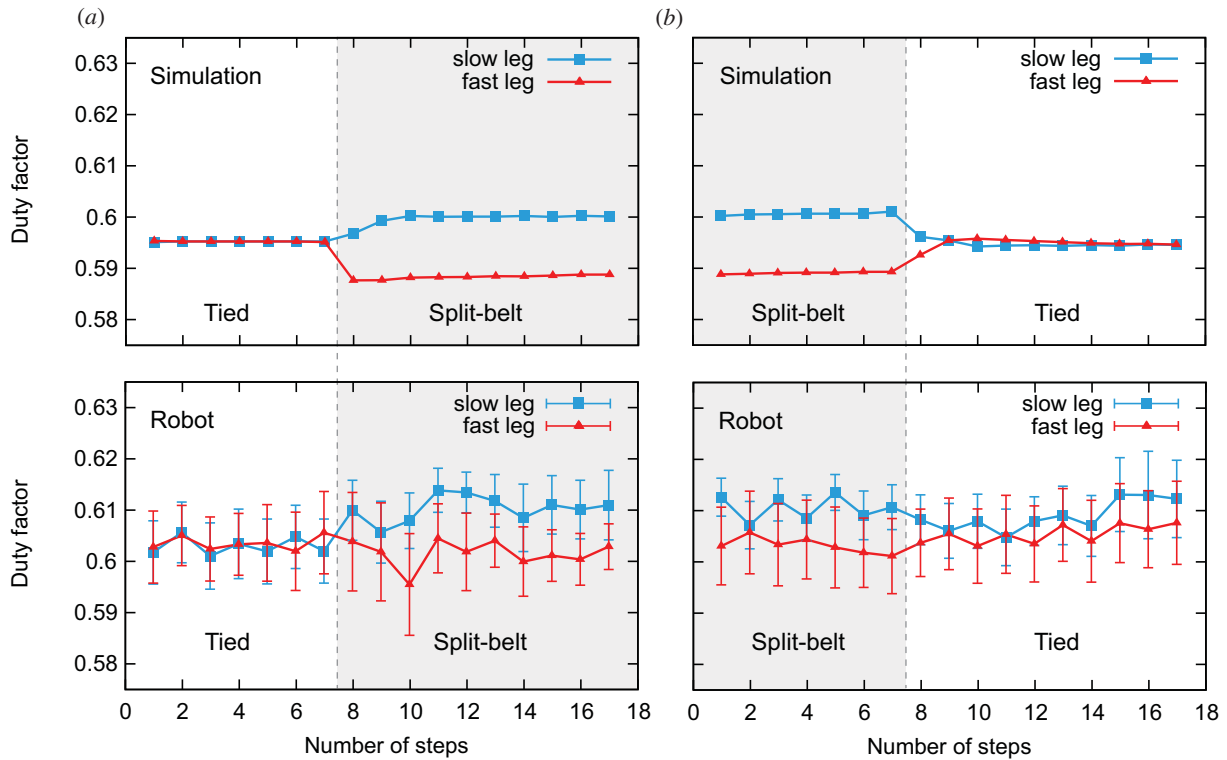 (a)
(b)
Duty factor
0.63
0.62
0.61
0.6
0.59
0.58
Simulation
slow leg
fast leg
Tied
Split-belt
Simulation
slow leg
fast leg
Split-belt
Tied
Duty factor
0.63
0.62
0.61
0.6
0.59
0.58
Robot
slow leg
fast leg
Tied
Split-belt
0 2 4 6 8 10 12 14 16 18
Number of steps
Robot
slow leg
fast leg
Split-belt
Tied
0 2 4 6 8 10 12 14 16 18
Number of steps